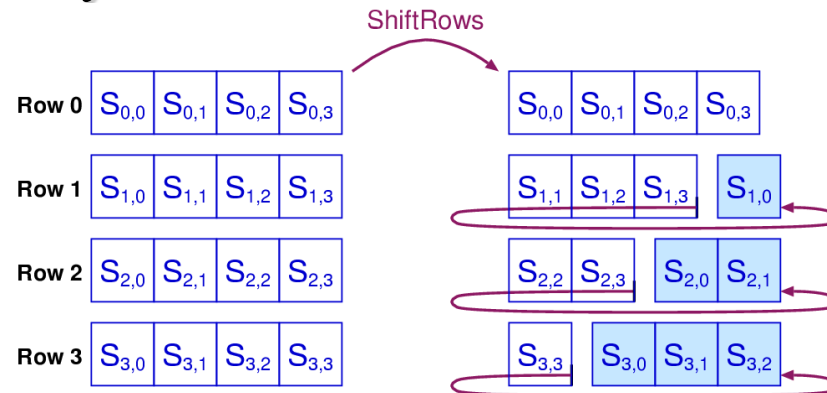 ShiftRows
Row 0 S0,0 S0,1 S0,2 S0,3 S0,0 S0,1 S0,2 S0,3
Row 1 S1,0 S1,1 S1,2 S1,3 S1,1 S1,2 S1,3 S1,0
Row 2 S2,0 S2,1 S2,2 S2,3 S2,2 S2,3 S2,0 S2,1
Row 3 S3,0 S3,1 S3,2 S3,3 S3,3 S3,0 S3,1 S3,2